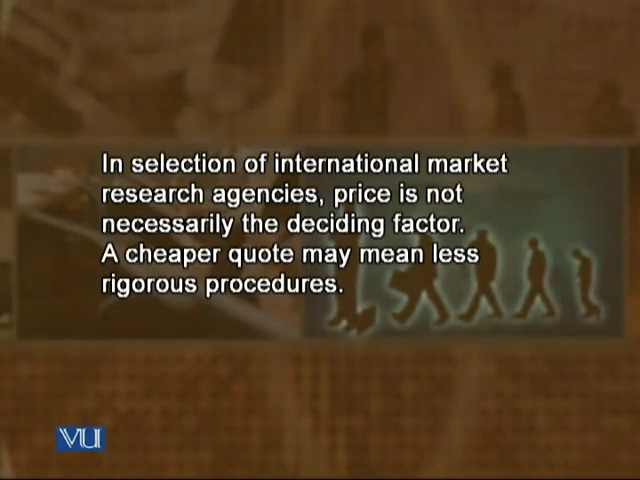 In selection of international market
research agencies, price is not
necessarily the deciding factor.
A cheaper quote may mean less
rigorous procedures.
VU